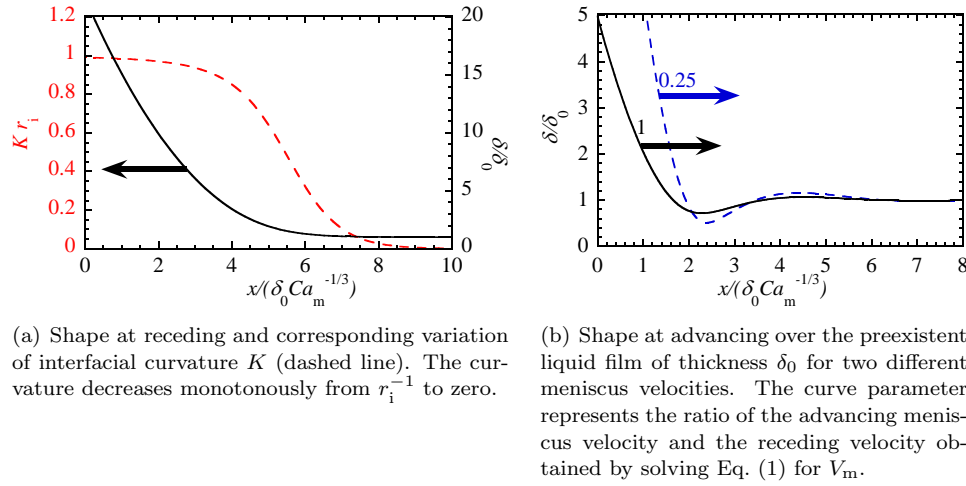 1.2
1
0.8
0.6
0.4
0.2
0
K r_i
20
15
10
5
0
δ/δ_0
0 2 4 6 8 10
x/(δ_0 Ca_m^{-1/3})
5
4
3
2
1
0
δ/δ_0
0.25
1
0 1 2 3 4 5 6 7 8
x/(δ_0 Ca_m^{-1/3})
(a) Shape at receding and corresponding variation
of interfacial curvature K (dashed line). The cur-
vature decreases monotonously from r_i^{-1} to zero.
(b) Shape at advancing over the preexistent
liquid film of thickness δ_0 for two different
meniscus velocities. The curve parameter
represents the ratio of the advancing menis-
cus velocity and the receding velocity ob-
tained by solving Eq. (1) for V_m.